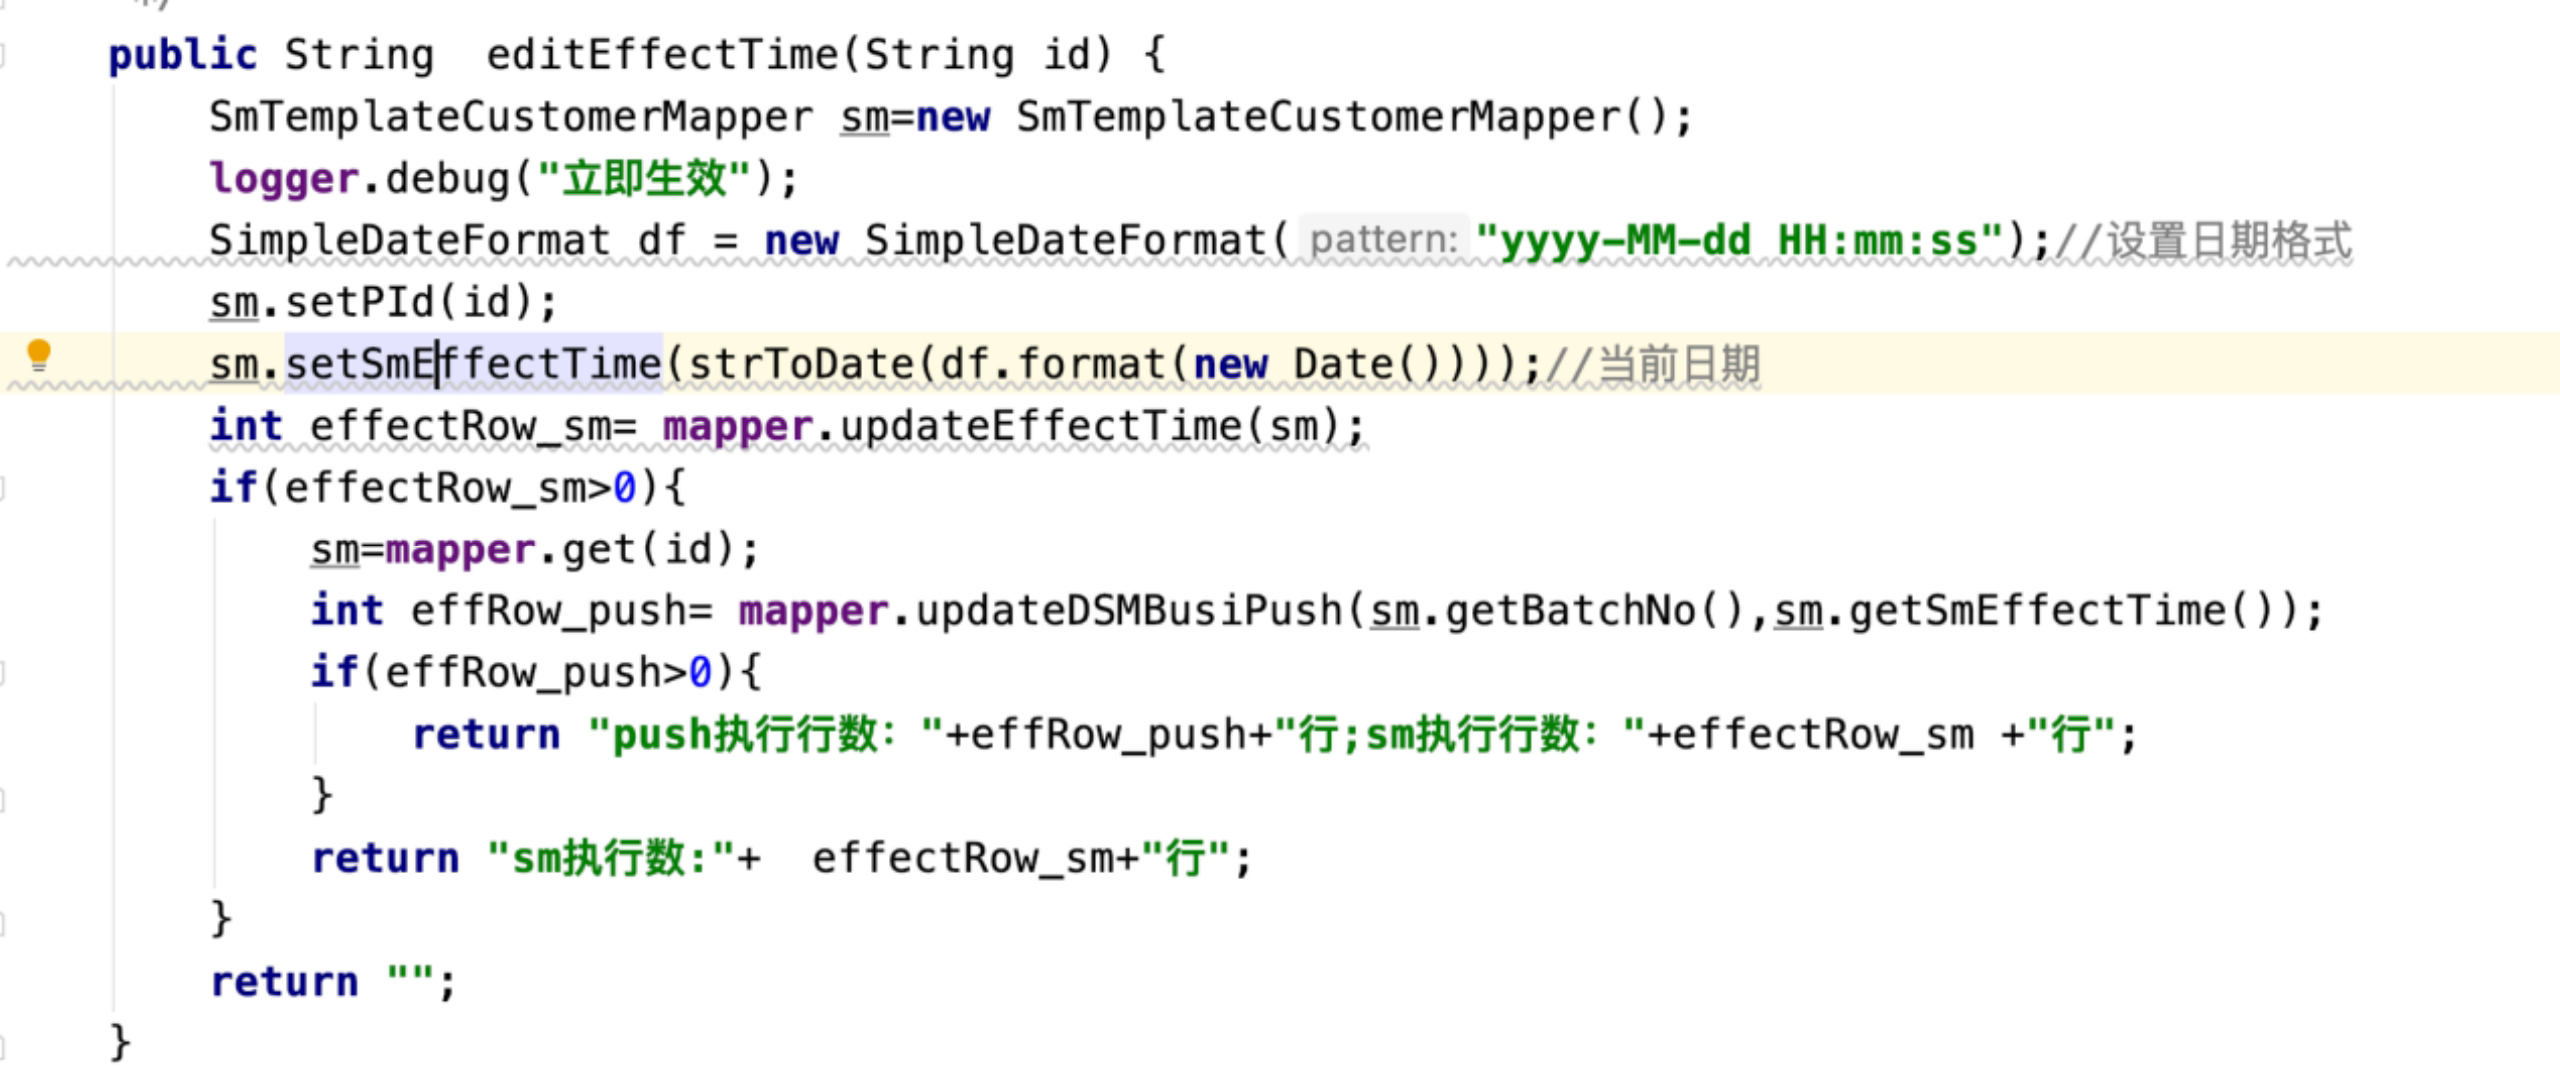 */
public String  editEffectTime(String id) {
SmTemplateCustomerMapper sm=new SmTemplateCustomerMapper();
logger.debug("立即生效");
SimpleDateFormat df = new SimpleDateFormat( pattern: "yyyy-MM-dd HH:mm:ss");//设置日期格式
sm.setPId(id);
sm.setSmEffectTime(strToDate(df.format(new Date())));//当前日期
int effectRow_sm= mapper.updateEffectTime(sm);
if(effectRow_sm>0){
sm=mapper.get(id);
int effRow_push= mapper.updateDSMBusiPush(sm.getBatchNo(),sm.getSmEffectTime());
if(effRow_push>0){
return "push执行行数："+effRow_push+"行;sm执行行数："+effectRow_sm +"行";
}
return "sm执行数:"+  effectRow_sm+"行";
}
return "";
}